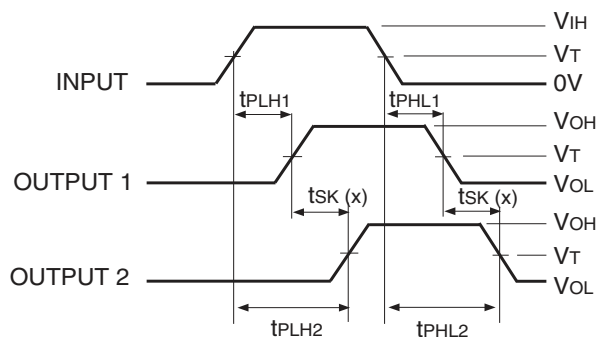 VIH
VT
INPUT
0V
tPLH1
tPHL1
VOH
VT
OUTPUT 1
VOL
tSK (x)
tSK (x)
VOH
VT
OUTPUT 2
VOL
tPLH2
tPHL2